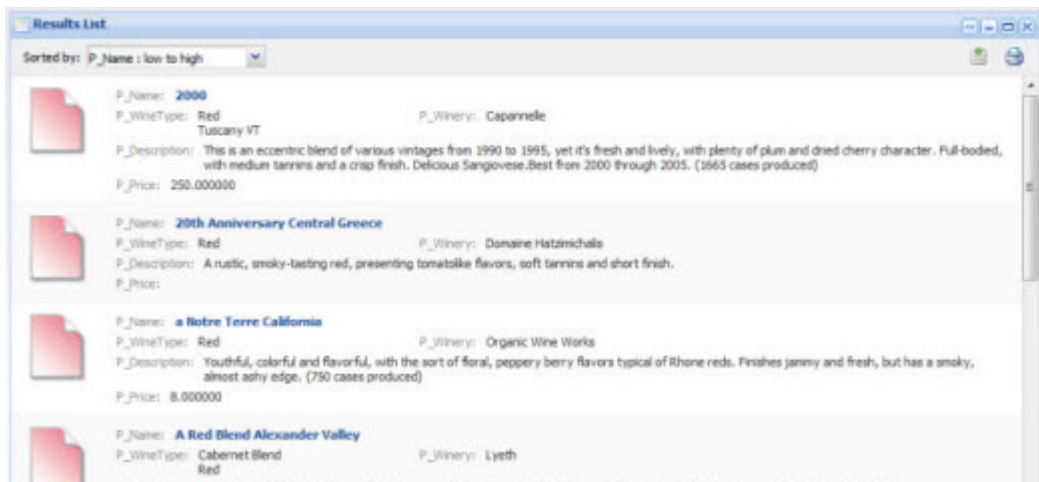 Results List
Sorted by: P_Name : low to high
P_Name: 2000
P_WineType: Red P_Winery: Capannelle
Tuscany VT
P_Description: This is an eccentric blend of various vintages from 1990 to 1995, yet it's fresh and lively, with plenty of plum and dried cherry character. Full-bodied,
with medium tannins and a crisp finish. Delicious Sangiovese.Best from 2000 through 2005. (1665 cases produced)
P_Price: 250.000000
P_Name: 20th Anniversary Central Greece
P_WineType: Red P_Winery: Domaine Hatzimichalis
P_Description: A rustic, smoky-tasting red, presenting tomatolike flavors, soft tannins and short finish.
P_Price:
P_Name: a Notre Terre California
P_WineType: Red P_Winery: Organic Wine Works
P_Description: Youthful, colorful and flavorful, with the sort of floral, peppery berry flavors typical of Rhone reds. Finishes jammy and fresh, but has a smoky,
almost ashy edge. (750 cases produced)
P_Price: 8.000000
P_Name: A Red Blend Alexander Valley
P_WineType: Cabernet Blend P_Winery: Lyeth
Red